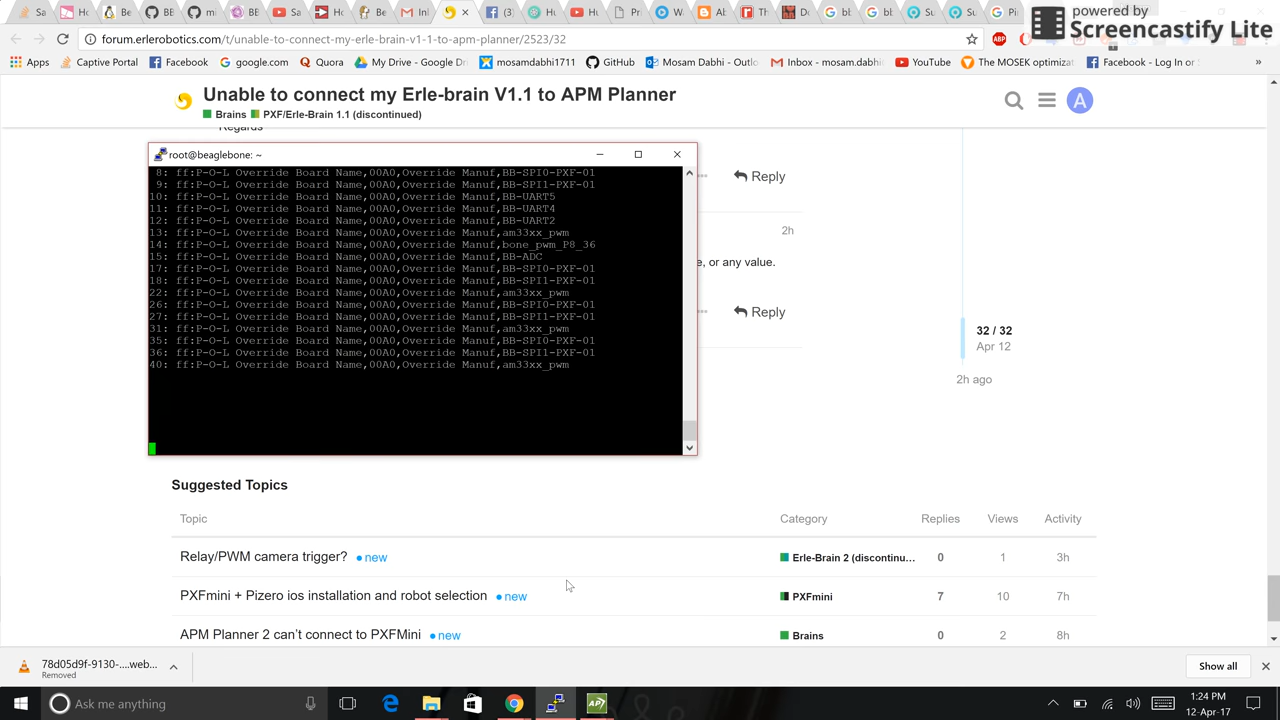 powered by
Screencastify Lite
forum.erlerobotics.com/t/unable-to-connect-my-erle-brain-v1-1-to-apm-planner/2523/32
Apps Captive Portal Facebook google.com Quora My Drive - Google Dri mosamdabhi1711 GitHub Mosam Dabhi - Outlo Inbox - mosam.dabhi YouTube The MOSEK optimizat Facebook - Log In or »
Unable to connect my Erle-brain V1.1 to APM Planner
Brains PXF/Erle-Brain 1.1 (discontinued)
A
Regards
root@beaglebone: ~
8: ff:P-O-L Override Board Name,00A0,Override Manuf,BB-SPI0-PXF-01
9: ff:P-O-L Override Board Name,00A0,Override Manuf,BB-SPI1-PXF-01
10: ff:P-O-L Override Board Name,00A0,Override Manuf,BB-UART5
11: ff:P-O-L Override Board Name,00A0,Override Manuf,BB-UART4
12: ff:P-O-L Override Board Name,00A0,Override Manuf,BB-UART2
13: ff:P-O-L Override Board Name,00A0,Override Manuf,am33xx_pwm
14: ff:P-O-L Override Board Name,00A0,Override Manuf,bone_pwm_P8_36
15: ff:P-O-L Override Board Name,00A0,Override Manuf,BB-ADC
17: ff:P-O-L Override Board Name,00A0,Override Manuf,BB-SPI0-PXF-01
18: ff:P-O-L Override Board Name,00A0,Override Manuf,BB-SPI1-PXF-01
22: ff:P-O-L Override Board Name,00A0,Override Manuf,am33xx_pwm
26: ff:P-O-L Override Board Name,00A0,Override Manuf,BB-SPI0-PXF-01
27: ff:P-O-L Override Board Name,00A0,Override Manuf,BB-SPI1-PXF-01
31: ff:P-O-L Override Board Name,00A0,Override Manuf,am33xx_pwm
35: ff:P-O-L Override Board Name,00A0,Override Manuf,BB-SPI0-PXF-01
36: ff:P-O-L Override Board Name,00A0,Override Manuf,BB-SPI1-PXF-01
40: ff:P-O-L Override Board Name,00A0,Override Manuf,am33xx_pwm
Reply
2h
e, or any value.
Reply
32 / 32
Apr 12
2h ago
Suggested Topics
Topic Category Replies Views Activity
Relay/PWM camera trigger? new Erle-Brain 2 (discontinu... 0 1 3h
PXFmini + Pizero ios installation and robot selection new PXFmini 7 10 7h
APM Planner 2 can't connect to PXFMini new Brains 0 2 8h
78d05d9f-9130-....web...
Removed
Show all
Ask me anything
1:24 PM
12-Apr-17